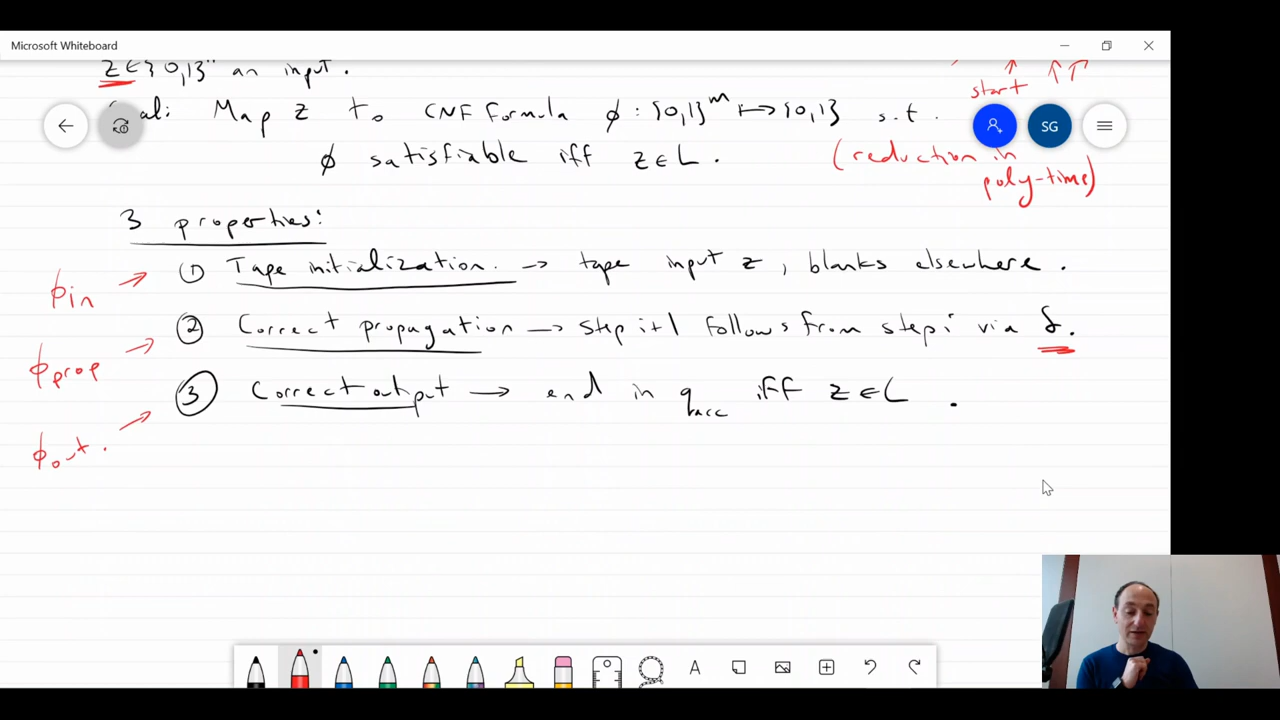 Microsoft Whiteboard
z ∈ {0,1}ⁿ an input.
start
al: Map z to CNF Formula ϕ : {0,1}ᵐ ↦ {0,1} s.t.
SG
ϕ satisfiable iff z ∈ L.
(reduction in
poly-time)
3 properties:
① Tape initialization. → tape input z, blanks elsewhere.
ϕin
② Correct propagation → step i+1 follows from step i via δ.
ϕprop
③ Correct output → end in qacc iff z ∈ L.
ϕout.
A